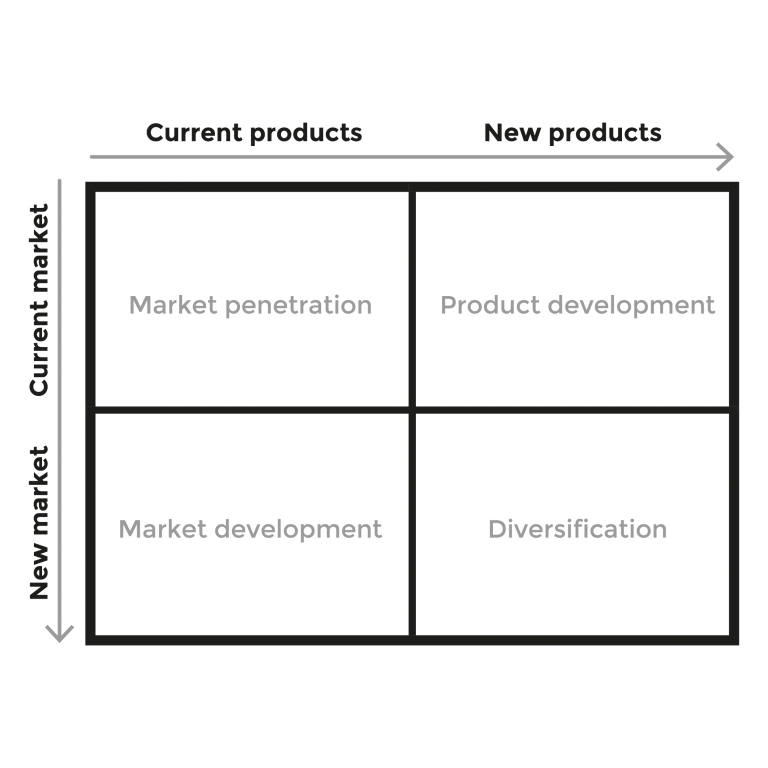 Current products
New products
Current market
Market penetration
Product development
New market
Market development
Diversification